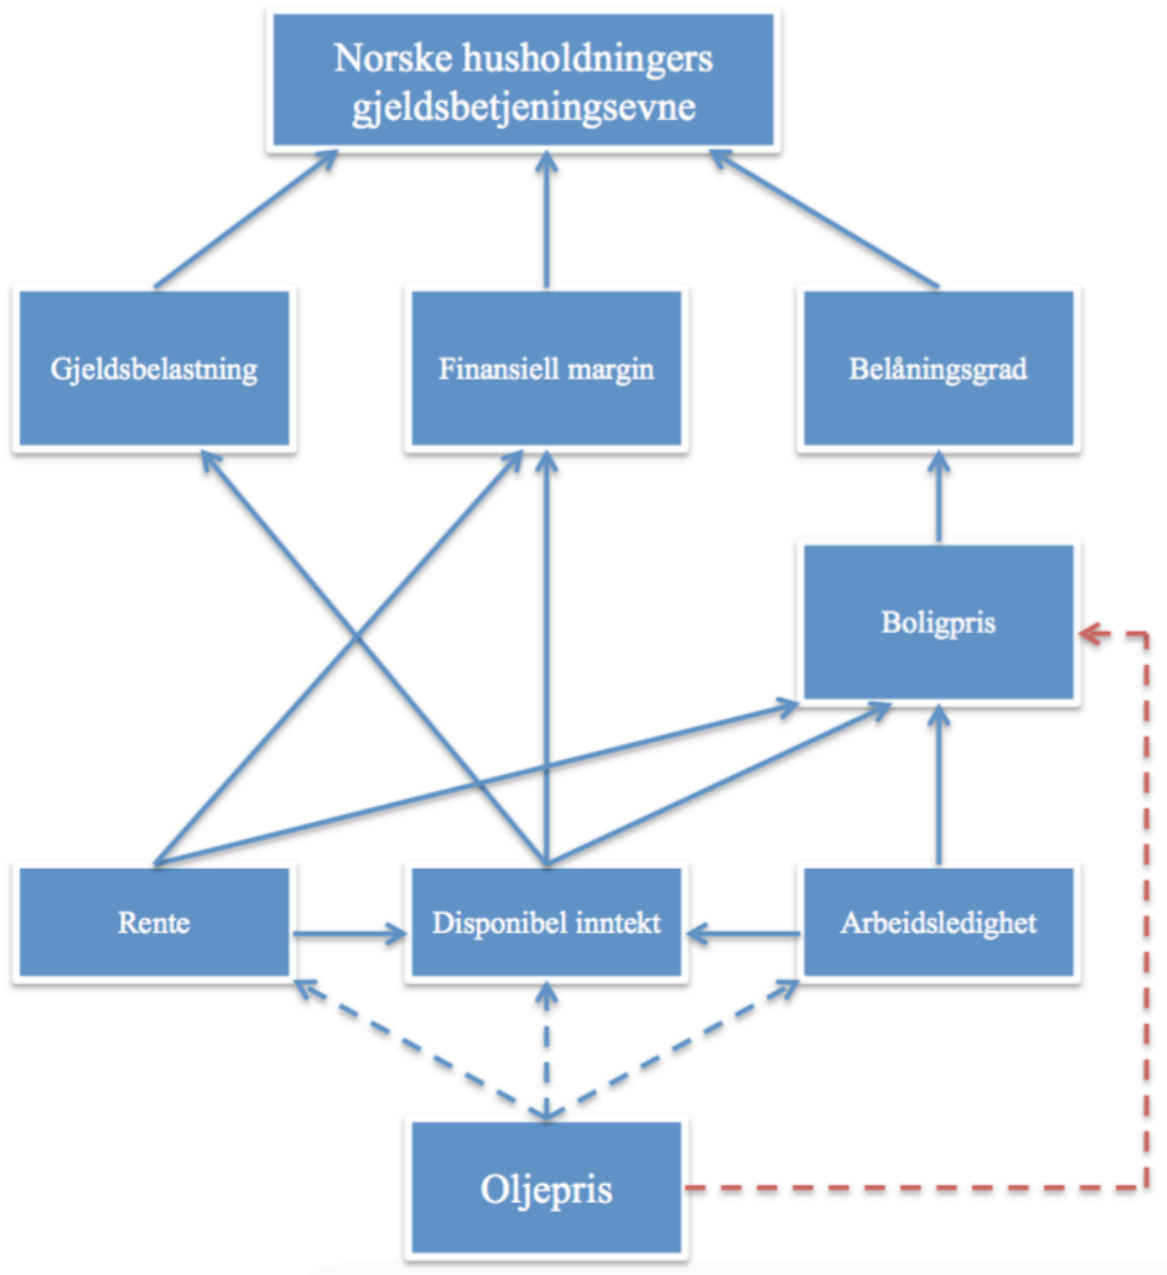 Norske husholdningers
gjeldsbetjeningsevne
Gjeldsbelastning
Finansiell margin
Belåningsgrad
Boligpris
Rente
Disponibel inntekt
Arbeidsledighet
Oljepris